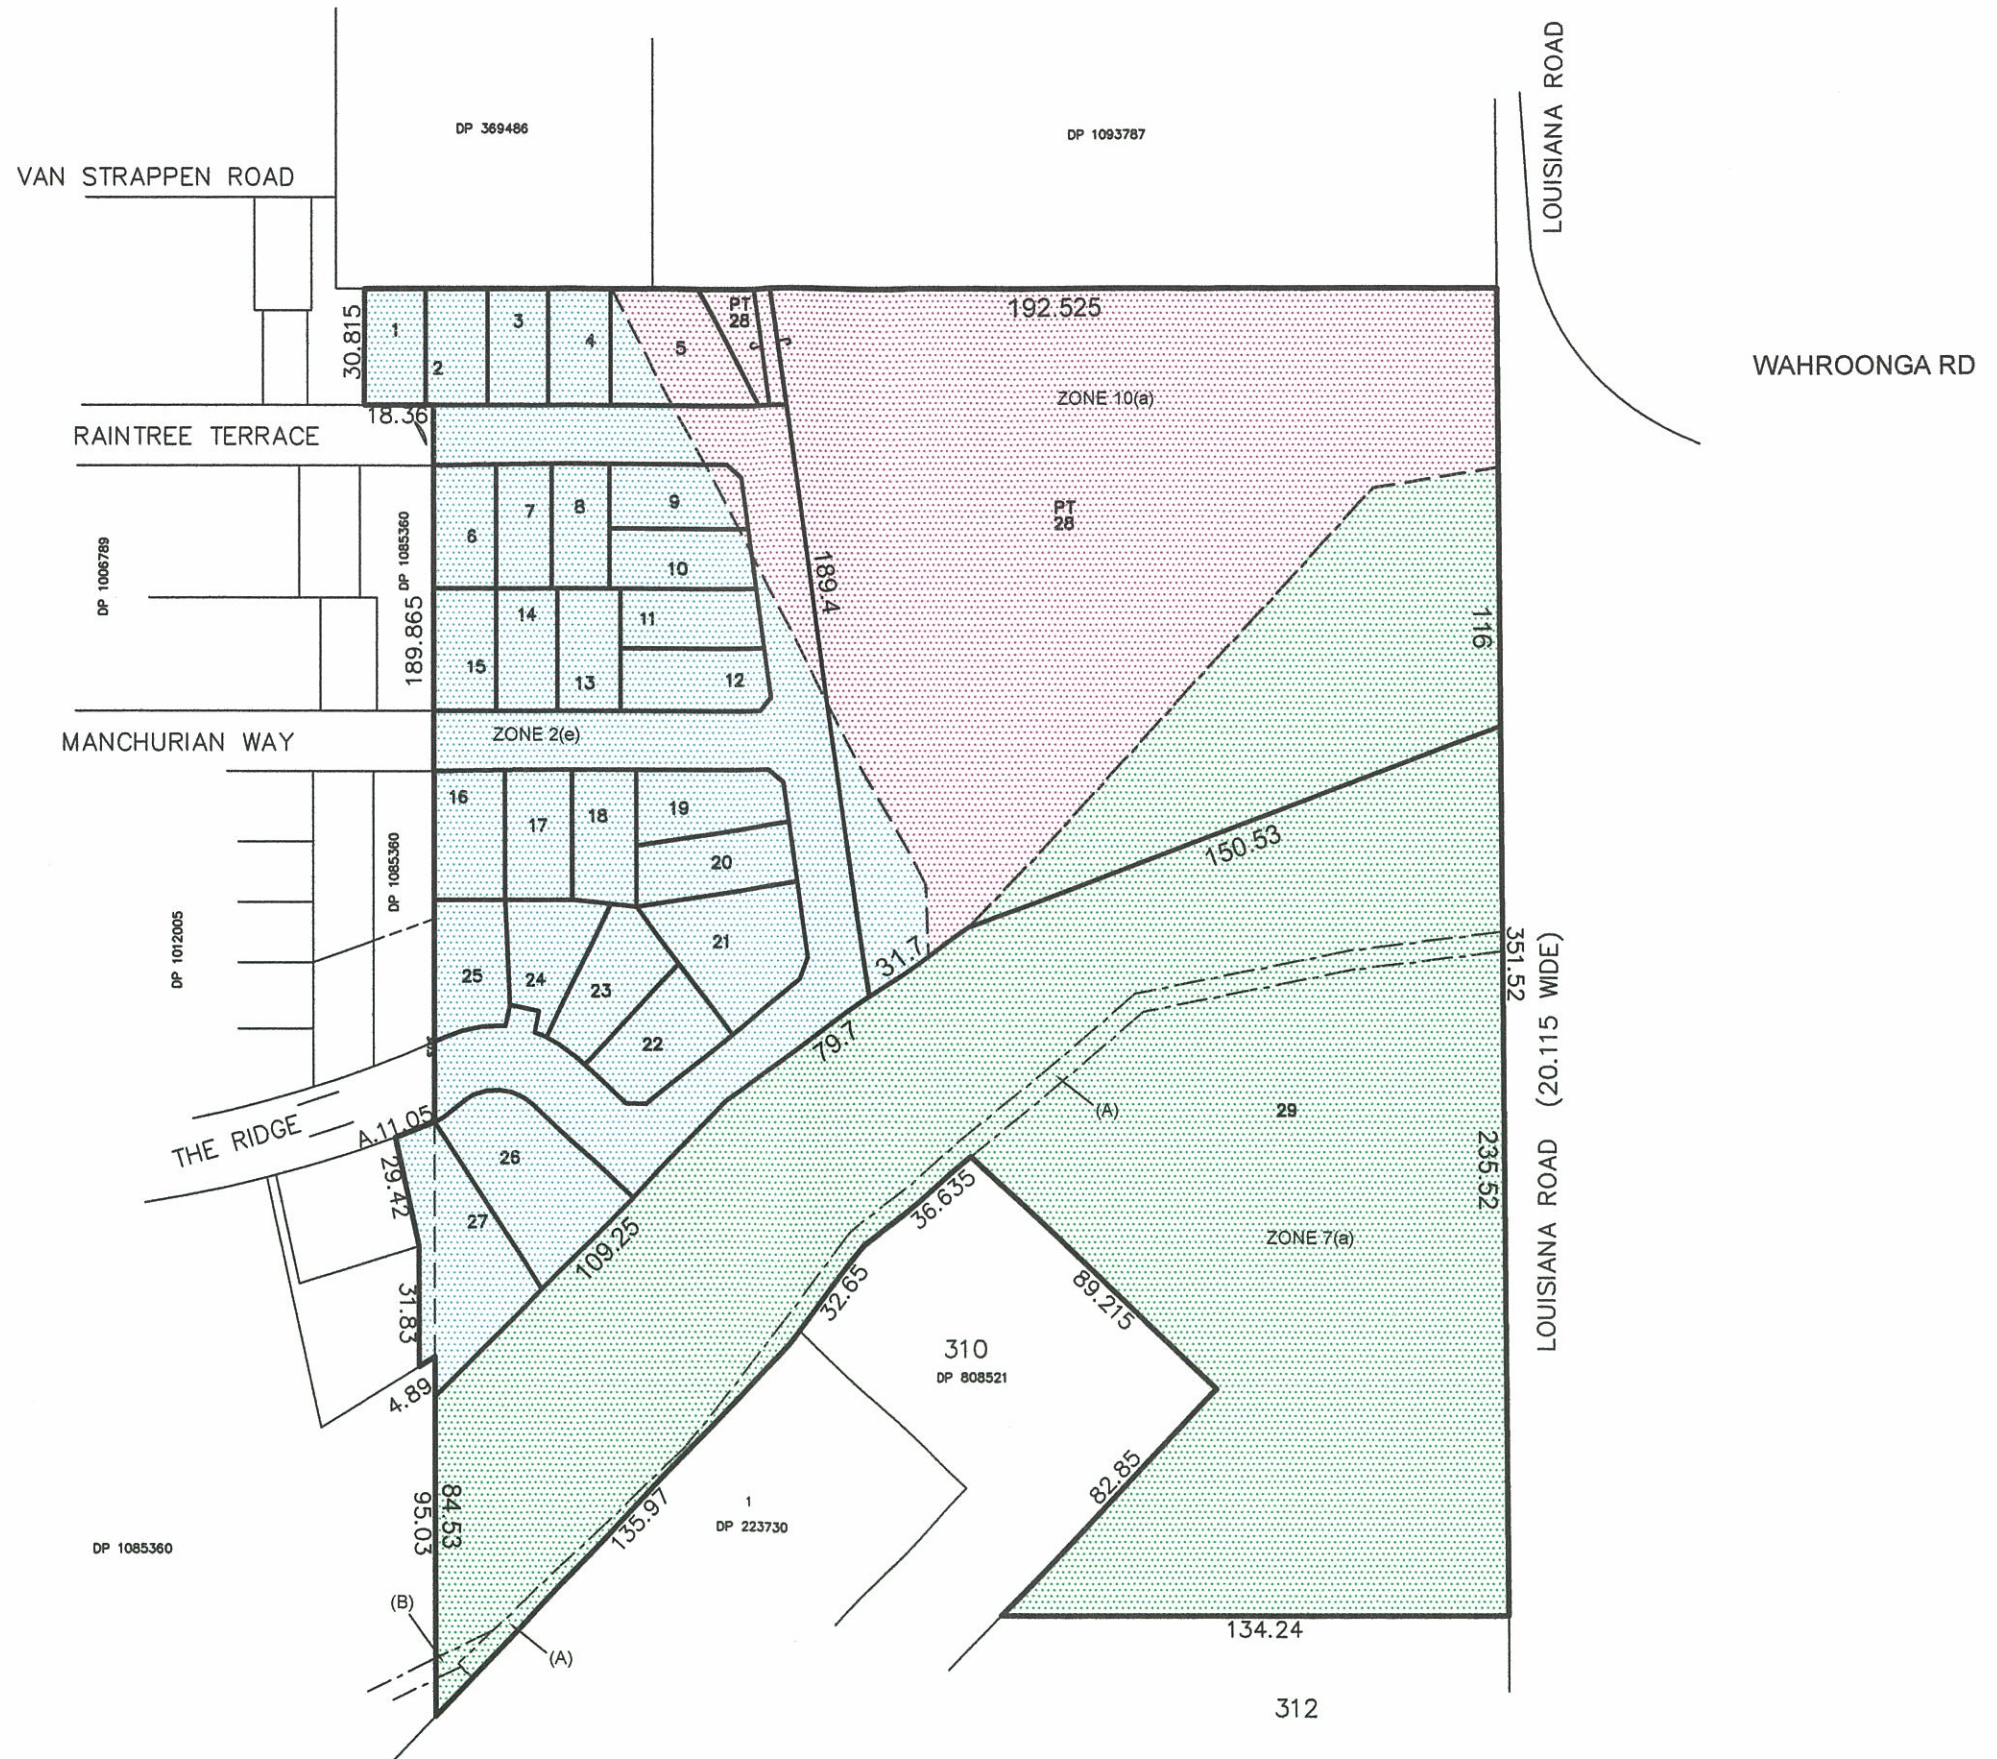 LOUISIANA ROAD
DP 369486
DP 1093787
VAN STRAPPEN ROAD
WAHROONGA RD
30.815
1
2
3
4
5
PT
28
192.525
ZONE 10(a)
18.36
RAINTREE TERRACE
6
7
8
9
10
PT
28
DP 1006789
DP 1085360
189.865
189.4
116
11
12
13
14
15
MANCHURIAN WAY
ZONE 2(e)
16
17
18
19
20
21
22
23
24
25
DP 1085360
DP 1012005
150.53
31.7
79.7
351.52
LOUISIANA ROAD (20.115 WIDE)
(A)
29
235.52
THE RIDGE
A.11.05
29.42
26
27
109.25
31.83
4.89
36.635
32.65
89.215
ZONE 7(a)
310
DP 808521
82.85
84.53
95.03
135.97
1
DP 223730
DP 1085360
(B)
(A)
134.24
312